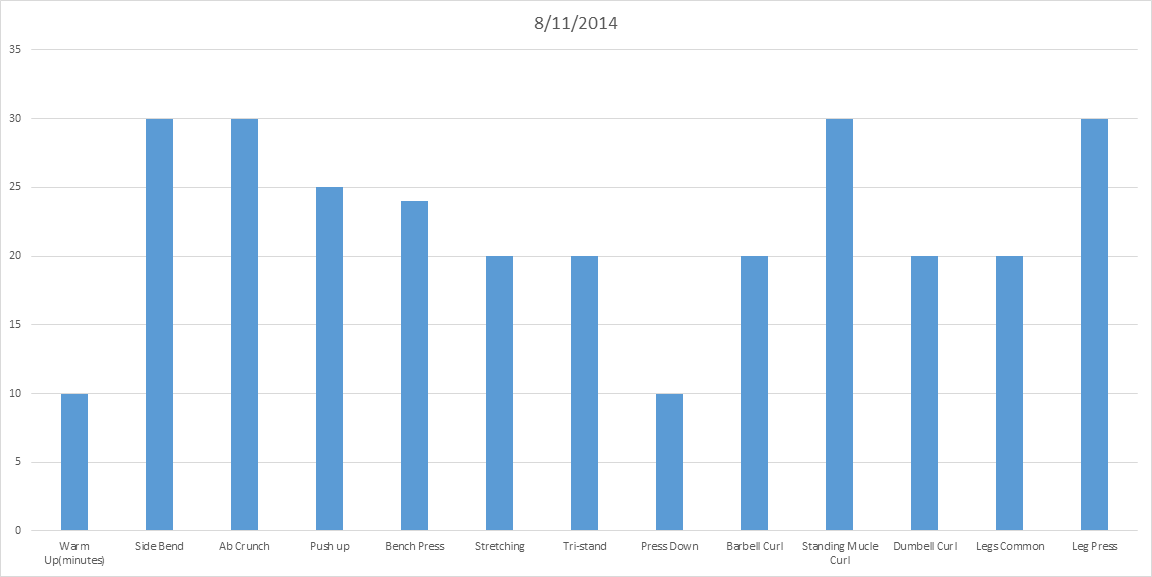 8/11/2014
35
30
25
20
15
10
5
0
Warm
Up(minutes)
Side Bend
Ab Crunch
Push up
Bench Press
Stretching
Tri-stand
Press Down
Barbell Curl
Standing Mucle
Curl
Dumbell Curl
Legs Common
Leg Press